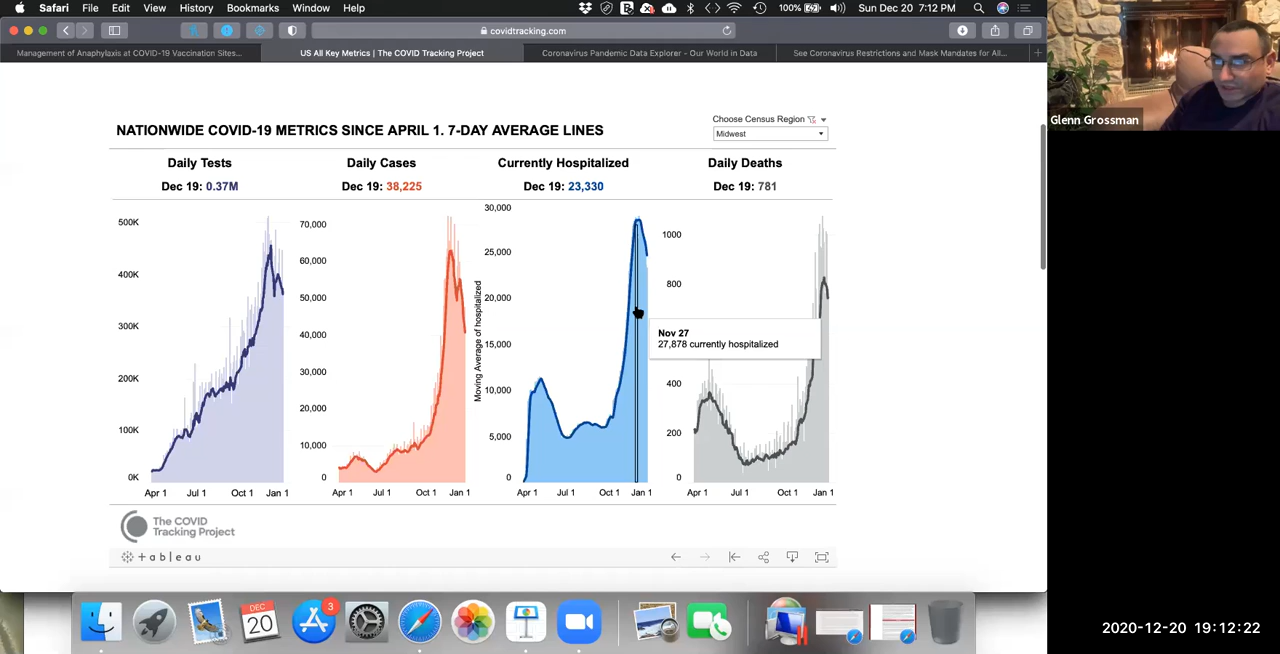 Safari File Edit View History Bookmarks Window Help 100% Sun Dec 20 7:12 PM
covidtracking.com
Management of Anaphylaxis at COVID-19 Vaccination Sites... US All Key Metrics | The COVID Tracking Project Coronavirus Pandemic Data Explorer - Our World in Data See Coronavirus Restrictions and Mask Mandates for All...
Glenn Grossman
NATIONWIDE COVID-19 METRICS SINCE APRIL 1. 7-DAY AVERAGE LINES
Choose Census Region
Midwest
Daily Tests
Dec 19: 0.37M
500K
400K
300K
200K
100K
0K
Apr 1 Jul 1 Oct 1 Jan 1
Daily Cases
Dec 19: 38,225
70,000
60,000
50,000
40,000
30,000
20,000
10,000
0
Apr 1 Jul 1 Oct 1 Jan 1
Currently Hospitalized
Dec 19: 23,330
Moving Average of hospitalized
30,000
25,000
20,000
15,000
10,000
5,000
0
Apr 1 Jul 1 Oct 1 Jan 1
Nov 27
27,878 currently hospitalized
Daily Deaths
Dec 19: 781
1000
800
400
200
0
Apr 1 Jul 1 Oct 1 Jan 1
The COVID
Tracking Project
+ableau
DEC
20
3
2020-12-20 19:12:22